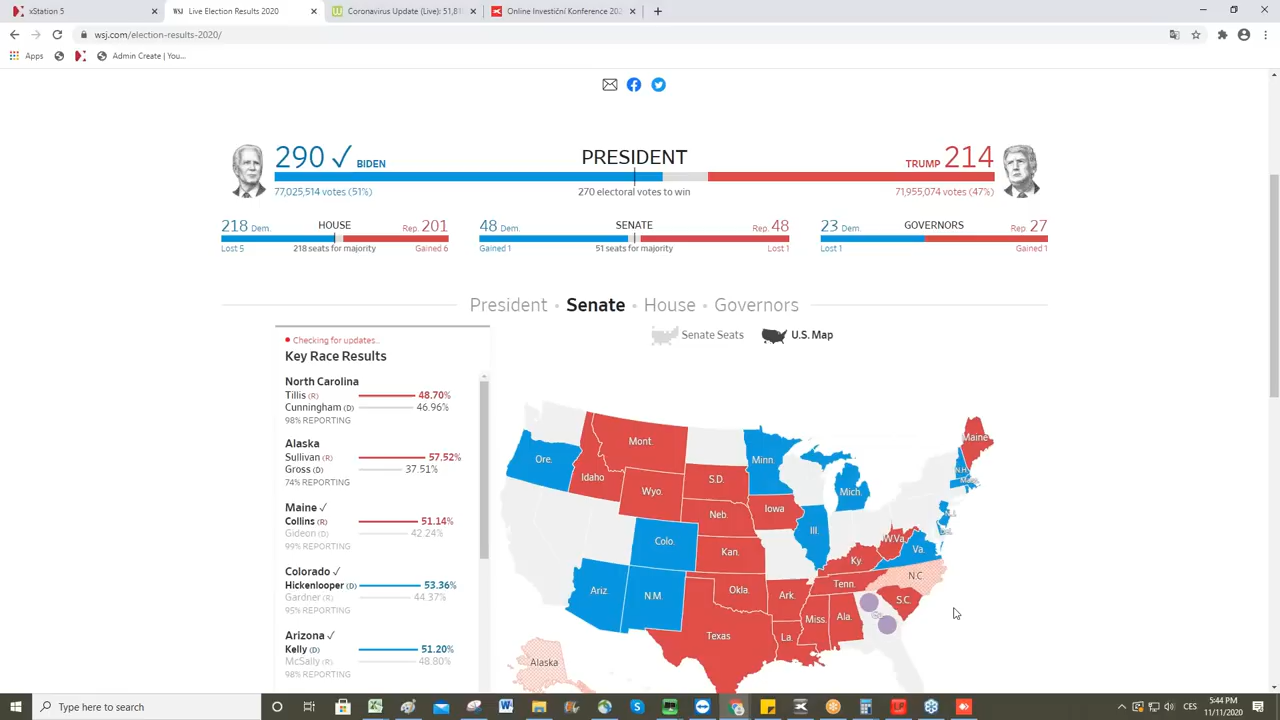 xStation 5
WSJ Live Election Results 2020
Coronavirus Update (Live): 51,81
Online Investiční Konference 202
wsj.com/election-results-2020/
Apps
Admin Create | You...
290 ✓ BIDEN
PRESIDENT
TRUMP 214
77,025,514 votes (51%)
270 electoral votes to win
71,955,074 votes (47%)
218 Dem.
HOUSE
Rep. 201
Lost 5
218 seats for majority
Gained 6
48 Dem.
SENATE
Rep. 48
Gained 1
51 seats for majority
Lost 1
23 Dem.
GOVERNORS
Rep. 27
Lost 1
Gained 1
President • Senate • House • Governors
Senate Seats
U.S. Map
Checking for updates..
Key Race Results
North Carolina
Tillis (R) 48.70%
Cunningham (D) 46.96%
98% REPORTING
Alaska
Sullivan (R) 57.52%
Gross (D) 37.51%
74% REPORTING
Maine ✓
Collins (R) 51.14%
Gideon (D) 42.24%
99% REPORTING
Colorado ✓
Hickenlooper (D) 53.36%
Gardner (R) 44.37%
95% REPORTING
Arizona ✓
Kelly (D) 51.20%
McSally (R) 48.80%
98% REPORTING
Maine
Mont.
Minn.
Ore.
N.H.
Idaho
S.D.
Mass.
Wyo.
Mich.
Iowa
Neb.
Ill.
W.Va.
Colo.
Kan.
Va.
Ky.
N.C.
Tenn.
Ariz.
N.M.
Okla.
Ark.
S.C.
Miss.
Ala.
Texas
La.
Alaska
Type here to search
CES
5:44 PM
11/11/2020